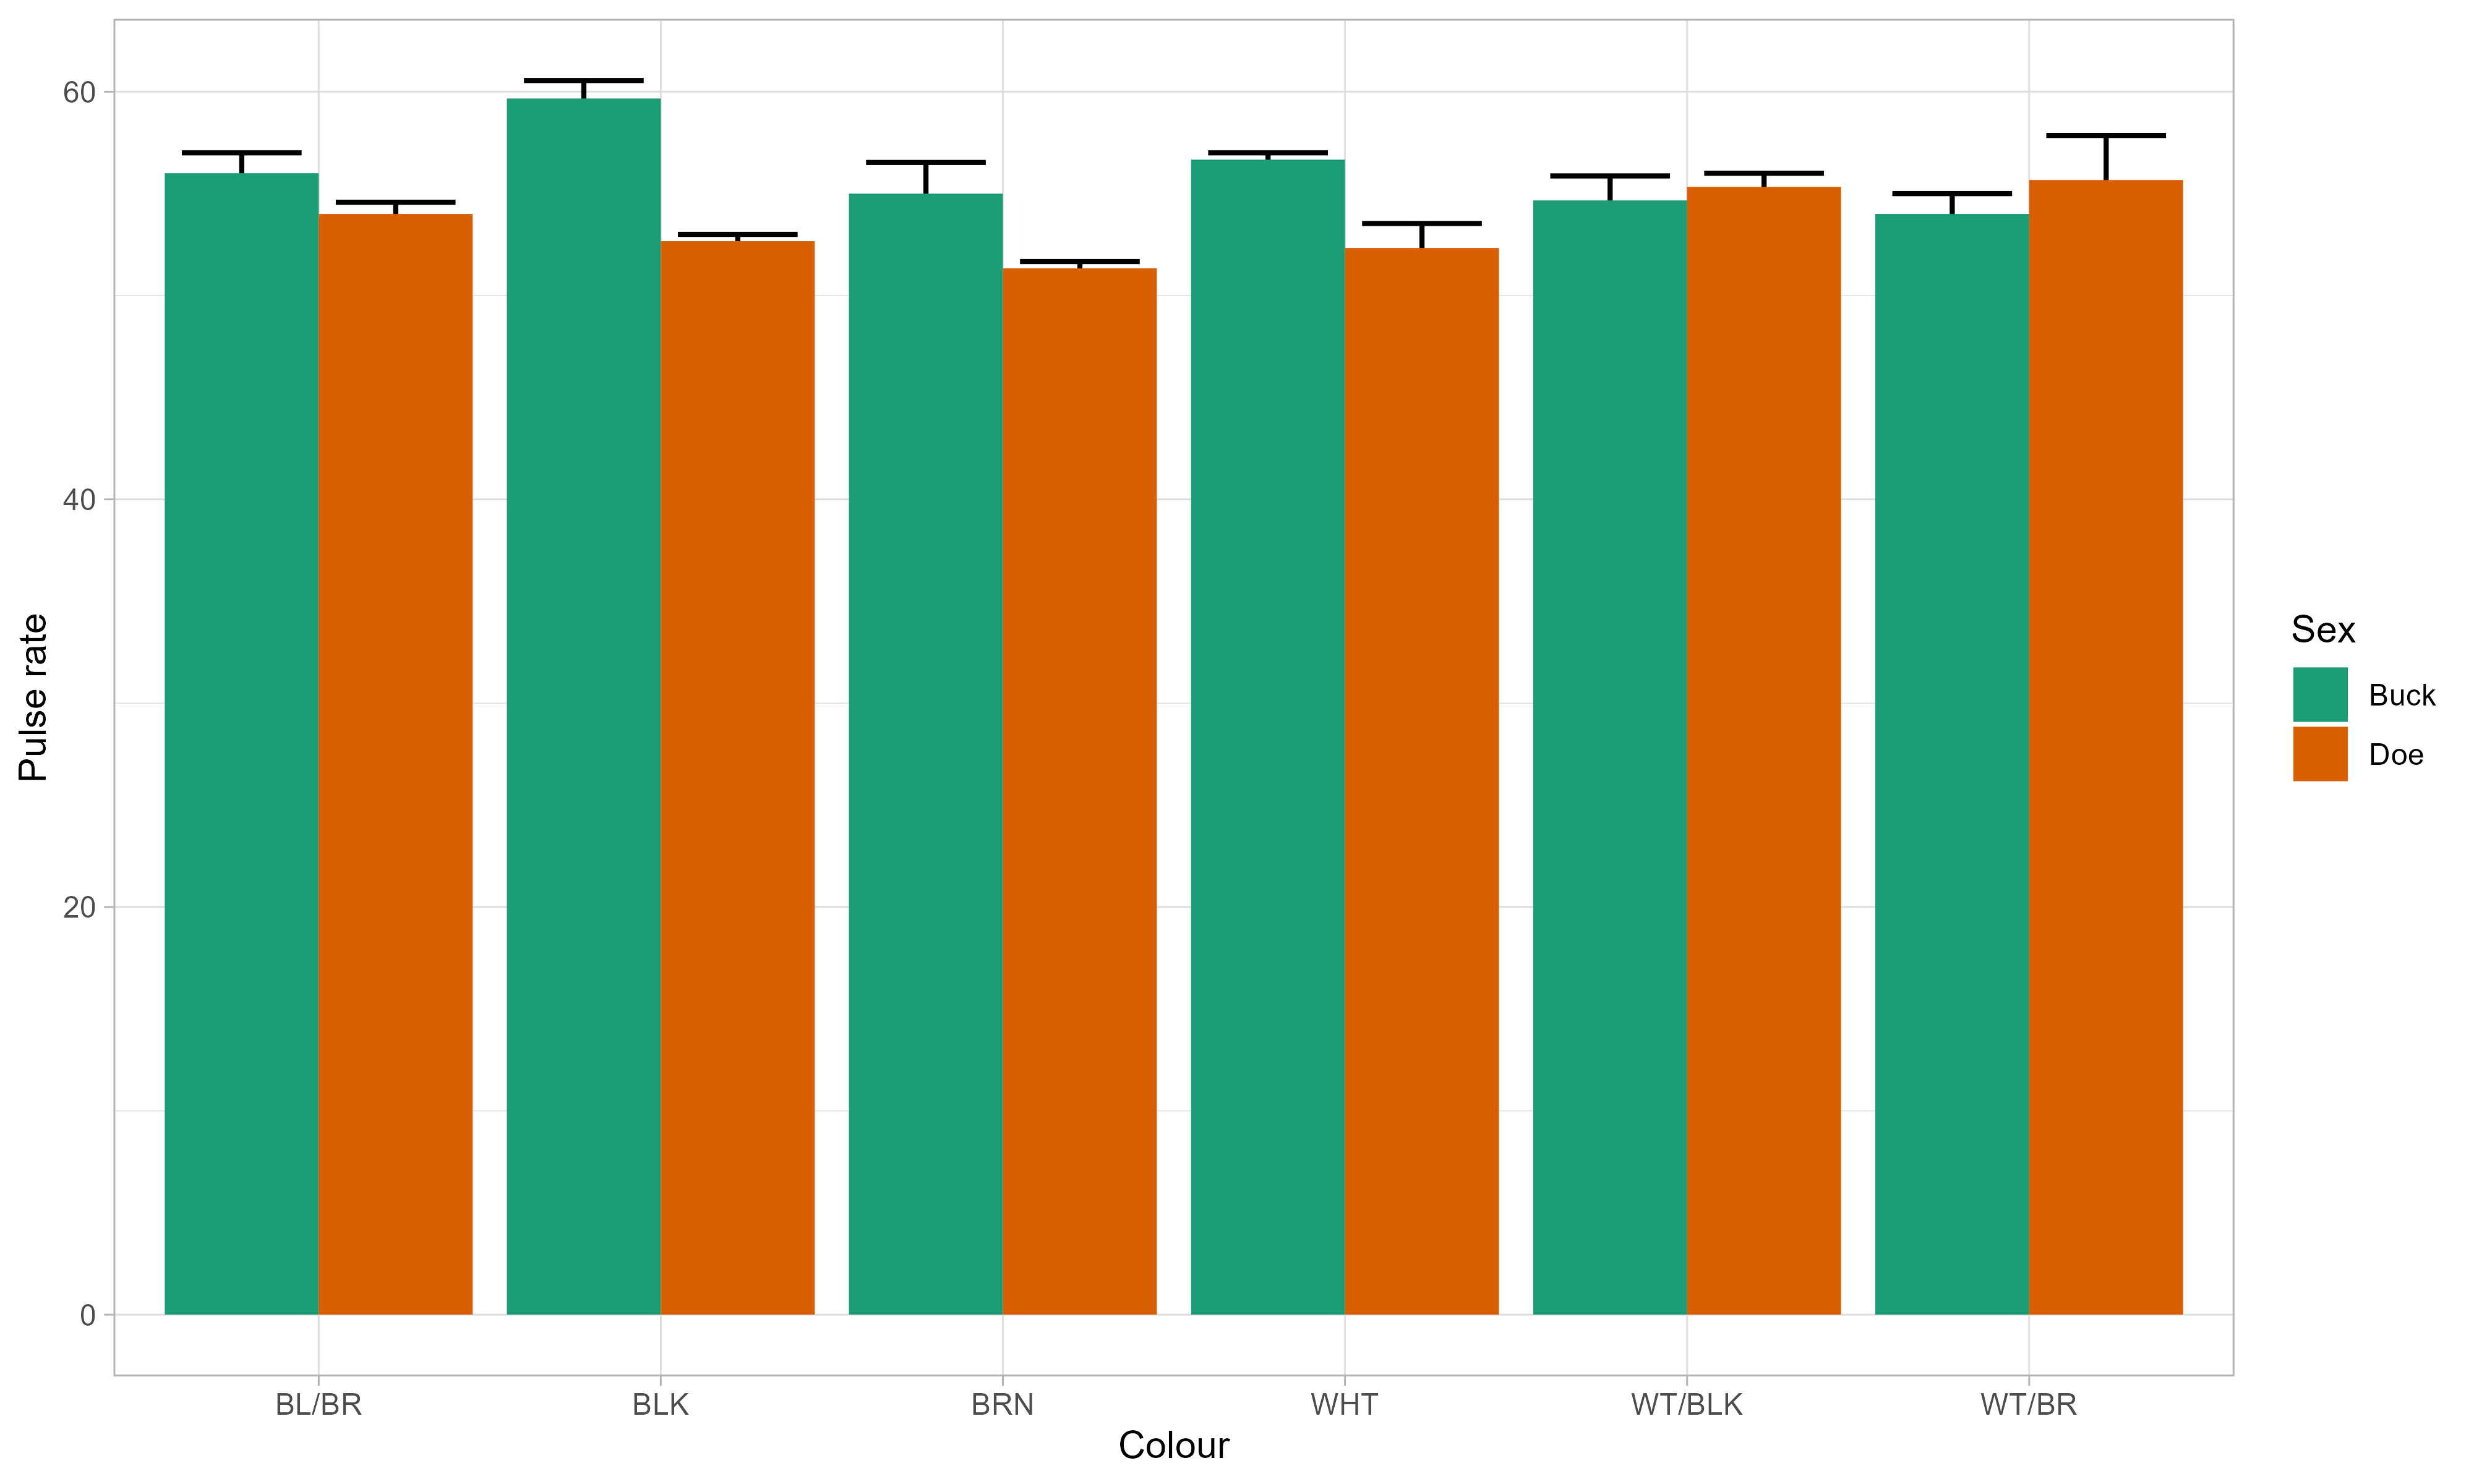 60
40
20
0
Pulse rate
BL/BR
BLK
BRN
WHT
WT/BLK
WT/BR
Colour
Sex
Buck
Doe